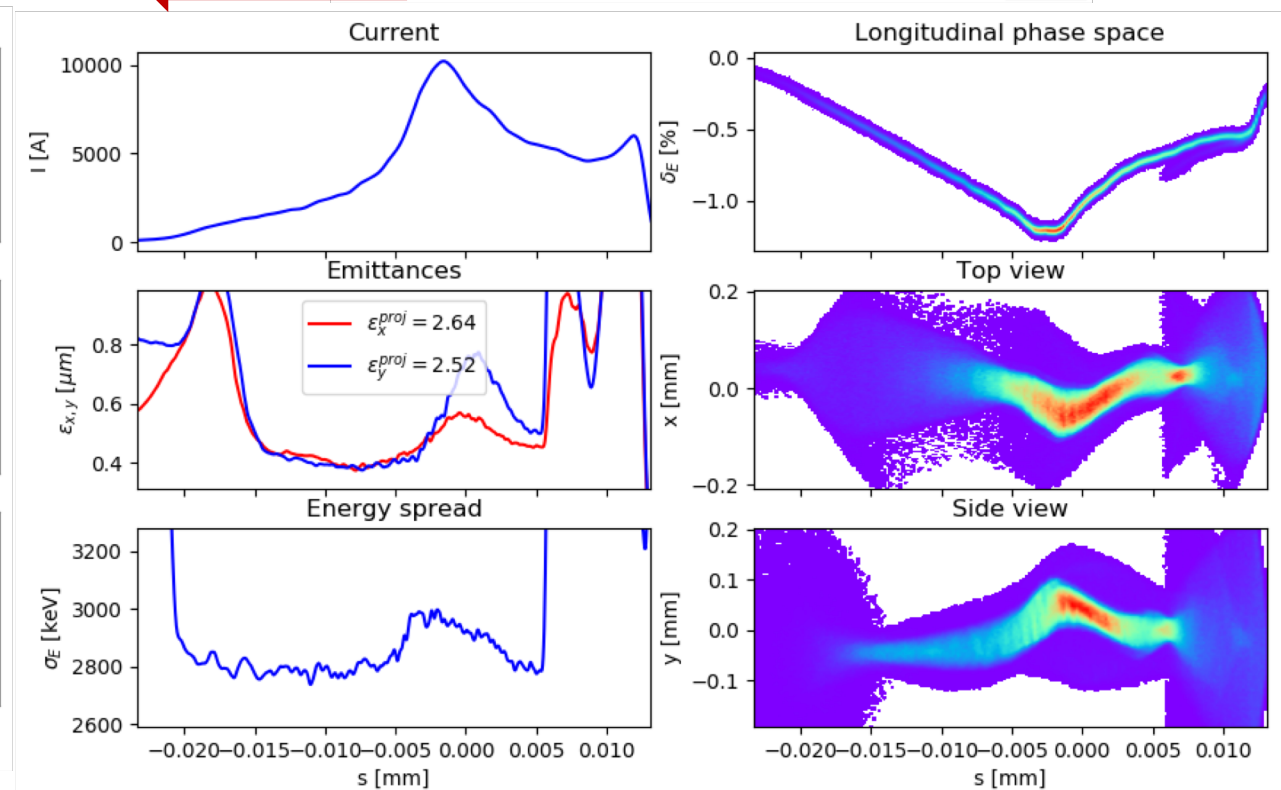 Current
I [A]
10000
5000
0
Longitudinal phase space
δ_E [%]
0.0
−0.5
−1.0
Emittances
ε_{x,y} [μm]
0.8
0.6
0.4
ε_x^{proj} = 2.64
ε_y^{proj} = 2.52
Top view
x [mm]
0.2
0.0
−0.2
Energy spread
σ_E [keV]
3200
3000
2800
2600
−0.020 −0.015 −0.010 −0.005 0.000 0.005 0.010
s [mm]
Side view
y [mm]
0.2
0.1
0.0
−0.1
−0.020 −0.015 −0.010 −0.005 0.000 0.005 0.010
s [mm]